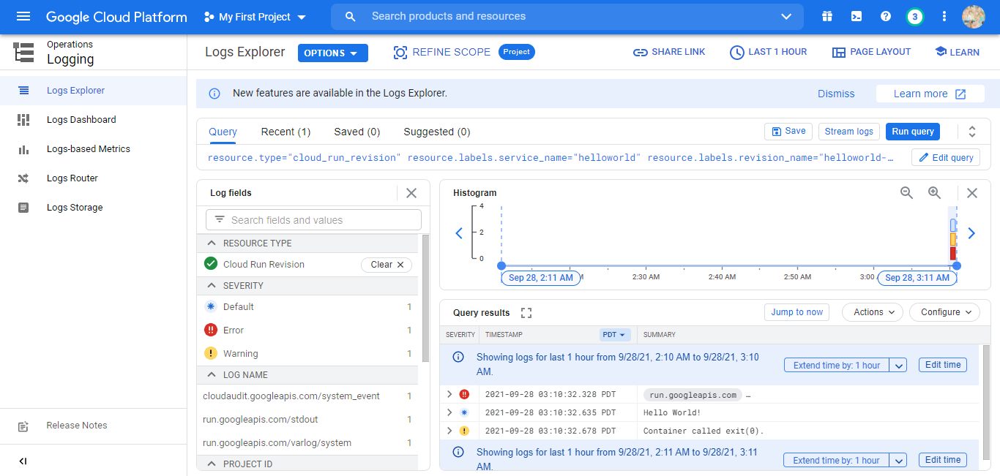 Google Cloud Platform
My First Project
Search products and resources
3
Operations
Logging
Logs Explorer
OPTIONS
REFINE SCOPE
Project
SHARE LINK
LAST 1 HOUR
PAGE LAYOUT
LEARN
Logs Explorer
Logs Dashboard
Logs-based Metrics
Logs Router
Logs Storage
Release Notes
New features are available in the Logs Explorer.
Dismiss
Learn more
Query
Recent (1)
Saved (0)
Suggested (0)
Save
Stream logs
Run query
resource.type="cloud_run_revision" resource.labels.service_name="helloworld" resource.labels.revision_name="helloworld-…
Edit query
Log fields
Search fields and values
RESOURCE TYPE
Cloud Run Revision
Clear
SEVERITY
Default 1
Error 1
Warning 1
LOG NAME
cloudaudit.googleapis.com/system_event 1
run.googleapis.com/stdout 1
run.googleapis.com/varlog/system 1
PROJECT ID
Histogram
4
2
0
Sep 28, 2:11 AM
2:30 AM
2:40 AM
2:50 AM
3:00
Sep 28, 3:11 AM
Query results
Jump to now
Actions
Configure
SEVERITY TIMESTAMP PDT SUMMARY
Showing logs for last 1 hour from 9/28/21, 2:10 AM to 9/28/21, 3:10
AM.
Extend time by: 1 hour
Edit time
2021-09-28 03:10:32.328 PDT run.googleapis.com …
2021-09-28 03:10:32.635 PDT Hello World!
2021-09-28 03:10:32.678 PDT Container called exit(0).
Showing logs for last 1 hour from 9/28/21, 2:11 AM to 9/28/21, 3:11
AM.
Extend time by: 1 hour
Edit time